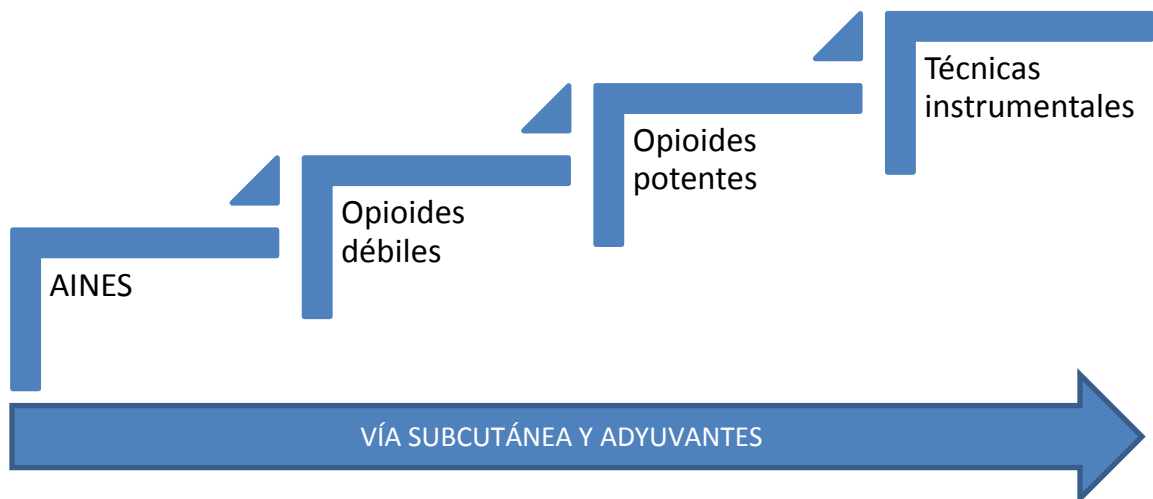 AINES
Opioides
débiles
Opioides
potentes
Técnicas
instrumentales
VÍA SUBCUTÁNEA Y ADYUVANTES